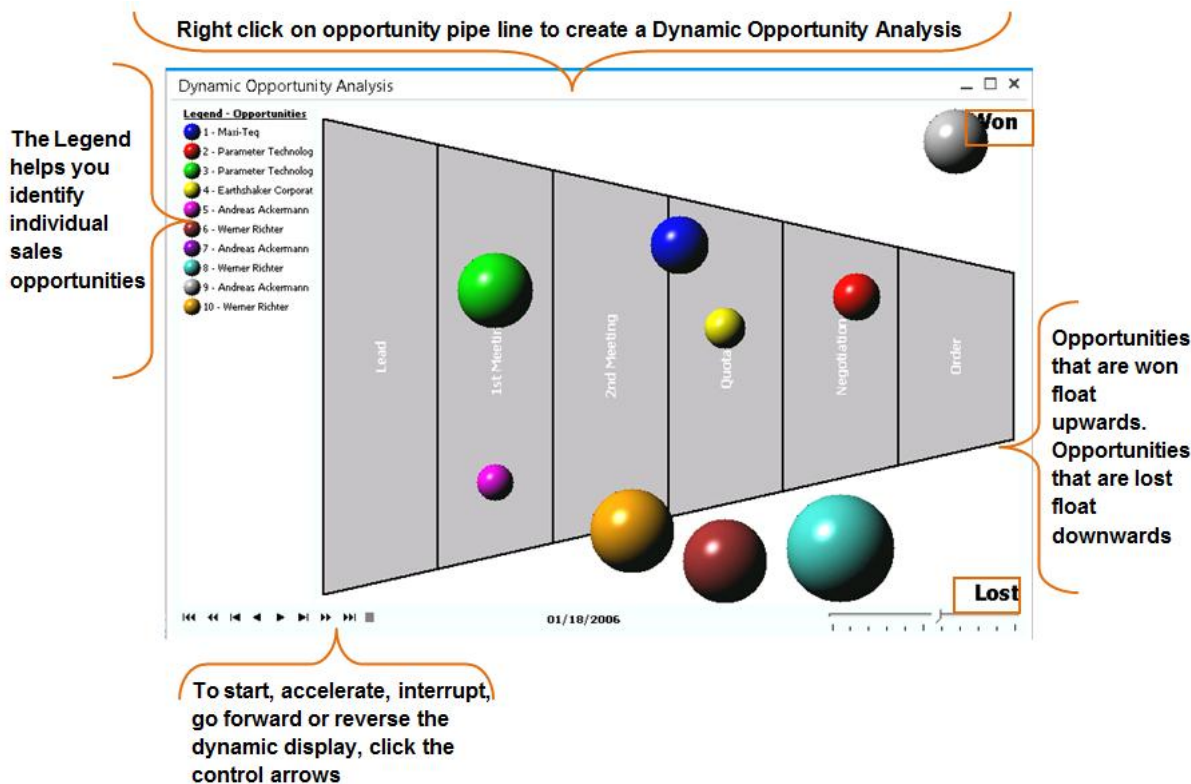 Right click on opportunity pipe line to create a Dynamic Opportunity Analysis
Dynamic Opportunity Analysis
The Legend
helps you
identify
individual
sales
opportunities
Legend - Opportunities
1 - Maxi-Teq
2 - Parameter Technolog
3 - Parameter Technolog
4 - Earthshaker Corporat
5 - Andreas Ackermann
6 - Werner Richter
7 - Andreas Ackermann
8 - Werner Richter
9 - Andreas Ackermann
10 - Werner Richter
Lead
1st Meeting
2nd Meeting
Quota
Negotiation
Order
Won
Lost
Opportunities
that are won
float
upwards.
Opportunities
that are lost
float
downwards
01/18/2006
To start, accelerate, interrupt,
go forward or reverse the
dynamic display, click the
control arrows